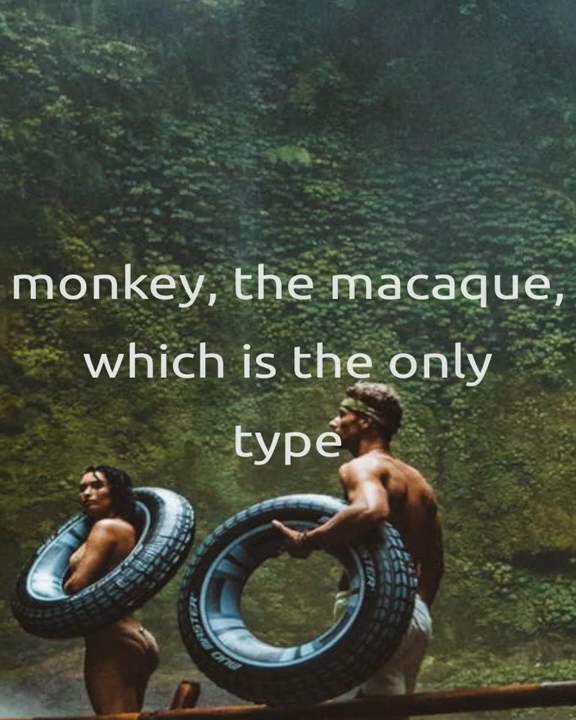 monkey, the macaque,
which is the only
type